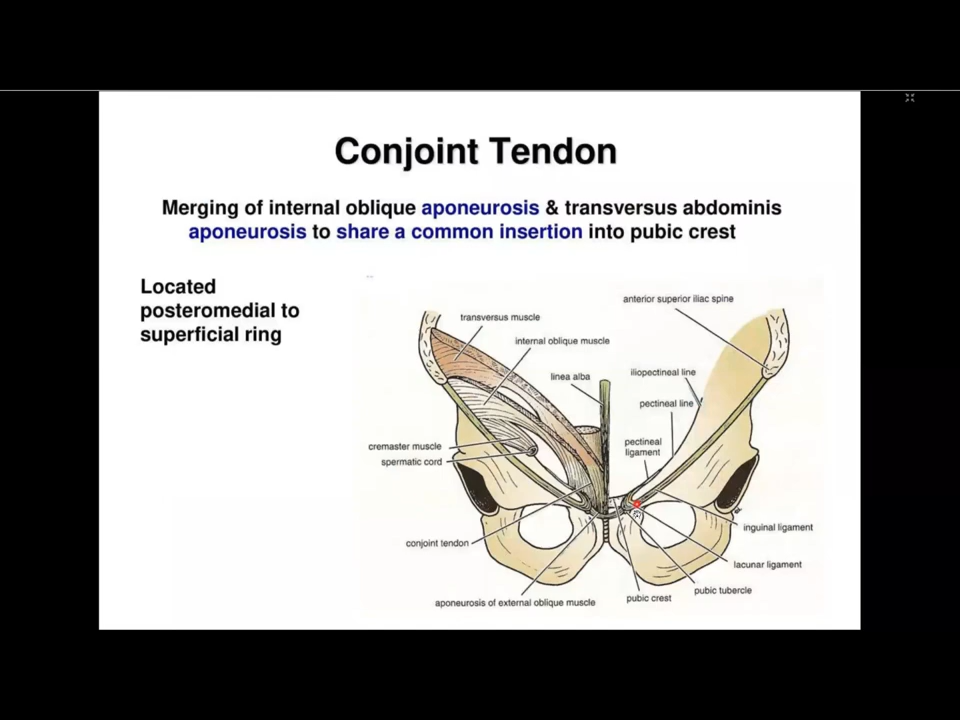 Conjoint Tendon
Merging of internal oblique aponeurosis & transversus abdominis
aponeurosis to share a common insertion into pubic crest
Located
posteromedial to
superficial ring
anterior superior iliac spine
transversus muscle
internal oblique muscle
linea alba
iliopectineal line
pectineal line
pectineal
ligament
cremaster muscle
spermatic cord
inguinal ligament
conjoint tendon
lacunar ligament
pubic tubercle
pubic crest
aponeurosis of external oblique muscle